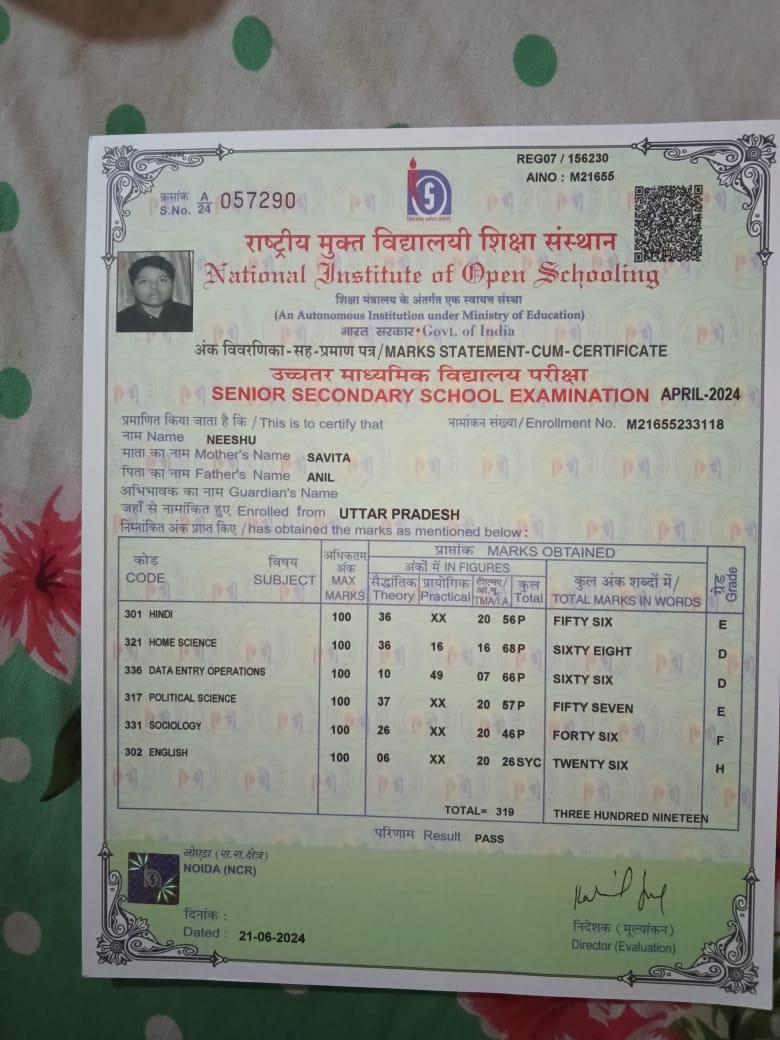 REG07 / 156230
AINO : M21655
क्रमांक A
S.No. 24 057290
राष्ट्रीय मुक्त विद्यालयी शिक्षा संस्थान
National Institute of Open Schooling
शिक्षा मंत्रालय के अंतर्गत एक स्वायत्त संस्था
(An Autonomous Institution under Ministry of Education)
भारत सरकार • Govt. of India
अंक विवरणिका - सह - प्रमाण पत्र / MARKS STATEMENT-CUM-CERTIFICATE
उच्चतर माध्यमिक विद्यालय परीक्षा
SENIOR SECONDARY SCHOOL EXAMINATION APRIL-2024
प्रमाणित किया जाता है कि / This is to certify that नामांकन संख्या / Enrollment No. M21655233118
नाम Name NEESHU
माता का नाम Mother's Name SAVITA
पिता का नाम Father's Name ANIL
अभिभावक का नाम Guardian's Name
जहाँ से नामांकित हुए Enrolled from UTTAR PRADESH
निम्नांकित अंक प्राप्त किए / has obtained the marks as mentioned below :
कोड CODE
विषय SUBJECT
अधिकतम अंक MAX MARKS
प्राप्तांक MARKS OBTAINED
अंकों में IN FIGURES
सैद्धांतिक Theory
प्रायोगिक Practical
टीएमए/ आं.मू. TMA/I.A.
कुल Total
कुल अंक शब्दों में / TOTAL MARKS IN WORDS
ग्रेड Grade
301 HINDI 100 36 XX 20 56 P FIFTY SIX E
321 HOME SCIENCE 100 36 16 16 68 P SIXTY EIGHT D
336 DATA ENTRY OPERATIONS 100 10 49 07 66 P SIXTY SIX D
317 POLITICAL SCIENCE 100 37 XX 20 57 P FIFTY SEVEN E
331 SOCIOLOGY 100 26 XX 20 46 P FORTY SIX F
302 ENGLISH 100 06 XX 20 26 SYC TWENTY SIX H
TOTAL= 319 THREE HUNDRED NINETEEN
परिणाम Result PASS
नोएडा (रा.रा.क्षेत्र)
NOIDA (NCR)
दिनांक :
Dated : 21-06-2024
निदेशक (मूल्यांकन)
Director (Evaluation)